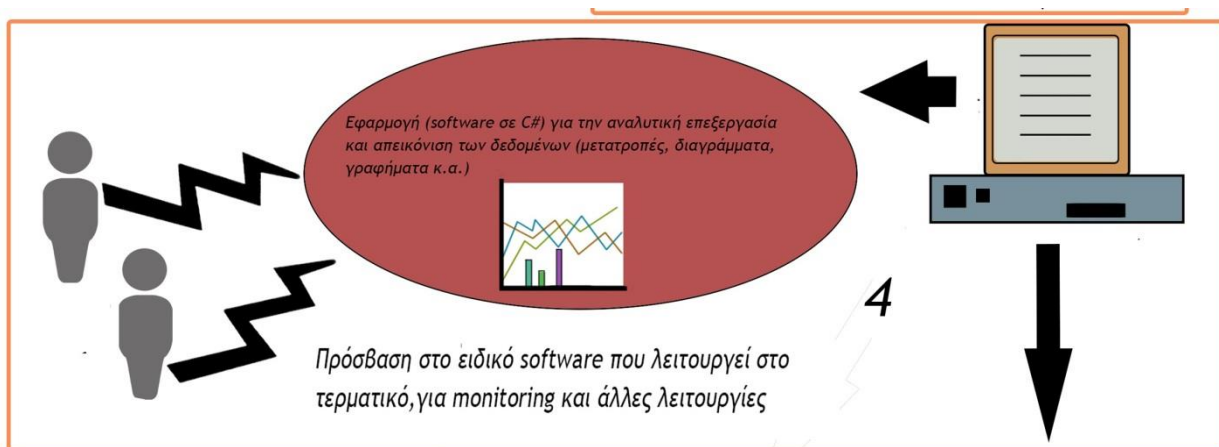 Εφαρμογή (software σε C#) για την αναλυτική επεξεργασία
και απεικόνιση των δεδομένων (μετατροπές, διαγράμματα,
γραφήματα κ.α.)
4
Πρόσβαση στο ειδικό software που λειτουργεί στο
τερματικό,για monitoring και άλλες λειτουργίες